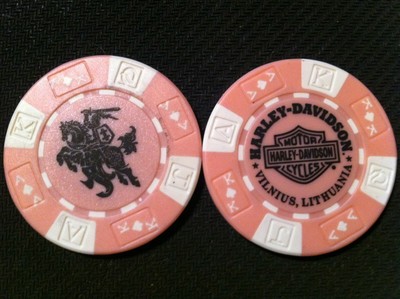 HARLEY-DAVIDSON
MOTOR
HARLEY-DAVIDSON
CYCLES
VILNIUS, LITHUANIA